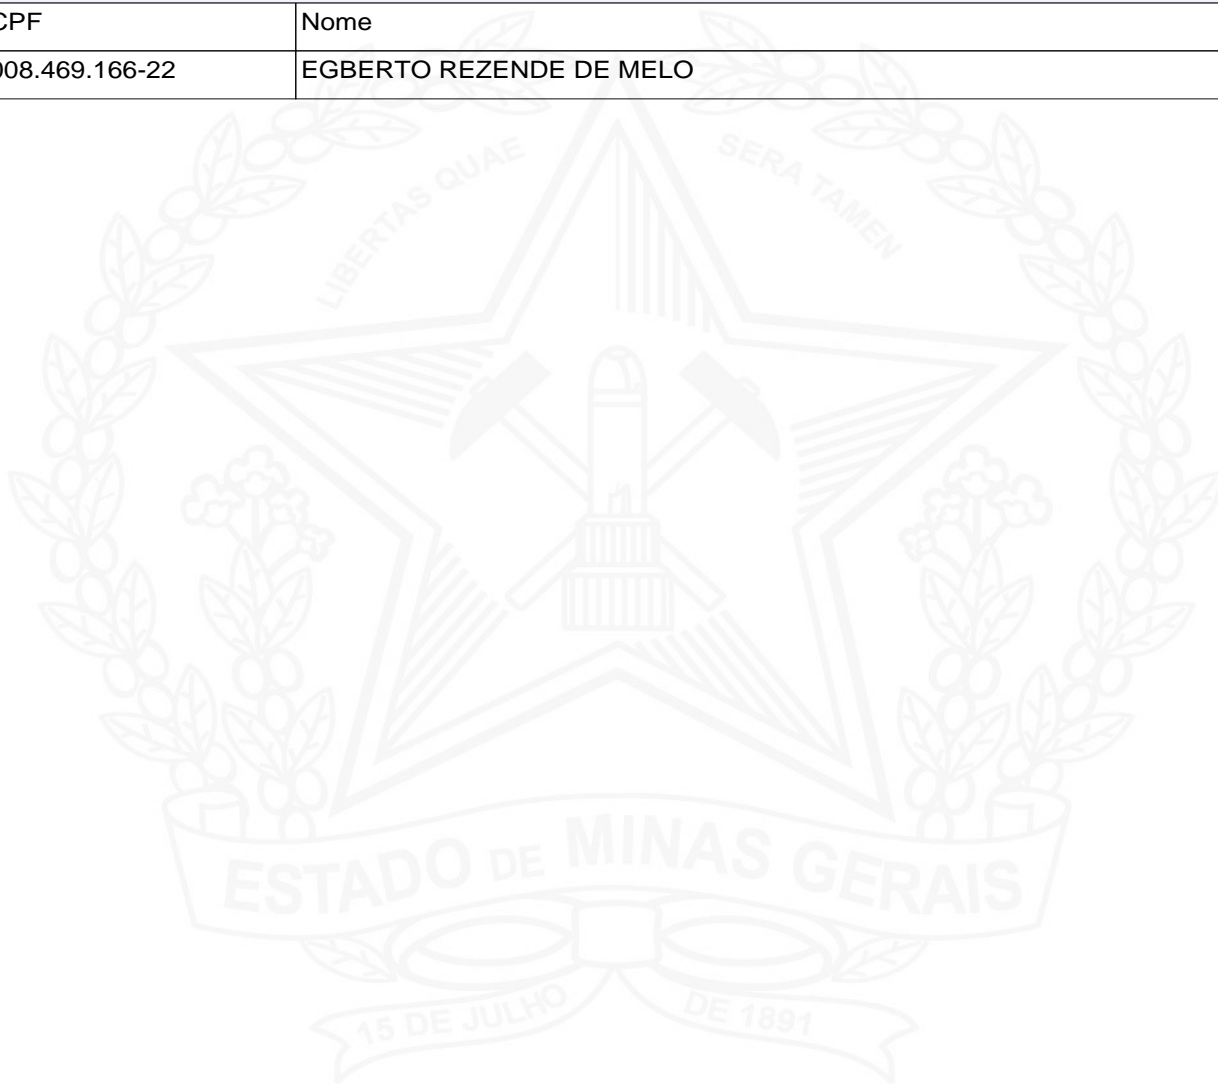 CPF Nome
008.469.166-22 EGBERTO REZENDE DE MELO
LIBERTAS QUAE SERA TAMEN
ESTADO DE MINAS GERAIS
15 DE JULHO DE 1891